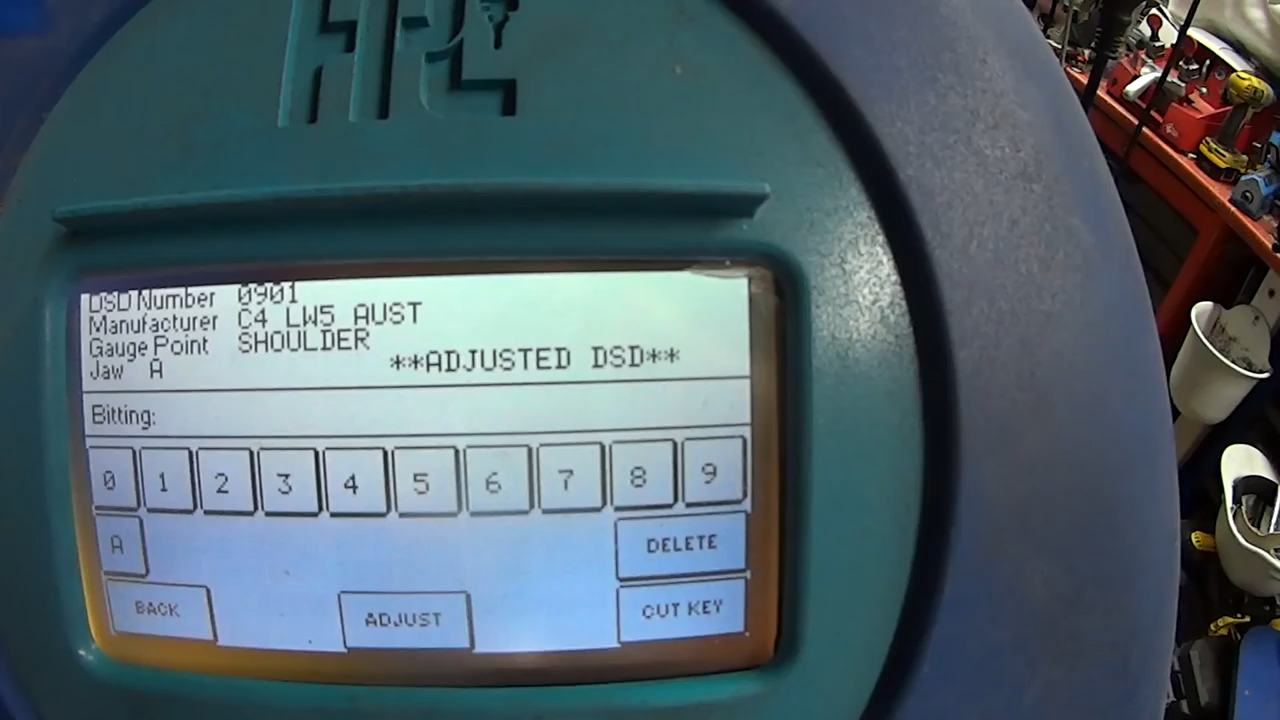 HPC
DSD Number 0901
Manufacturer C4 LW5 AUST
Gauge Point SHOULDER
Jaw A **ADJUSTED DSD**
Bitting:
0 1 2 3 4 5 6 7 8 9
A DELETE
BACK ADJUST CUT KEY